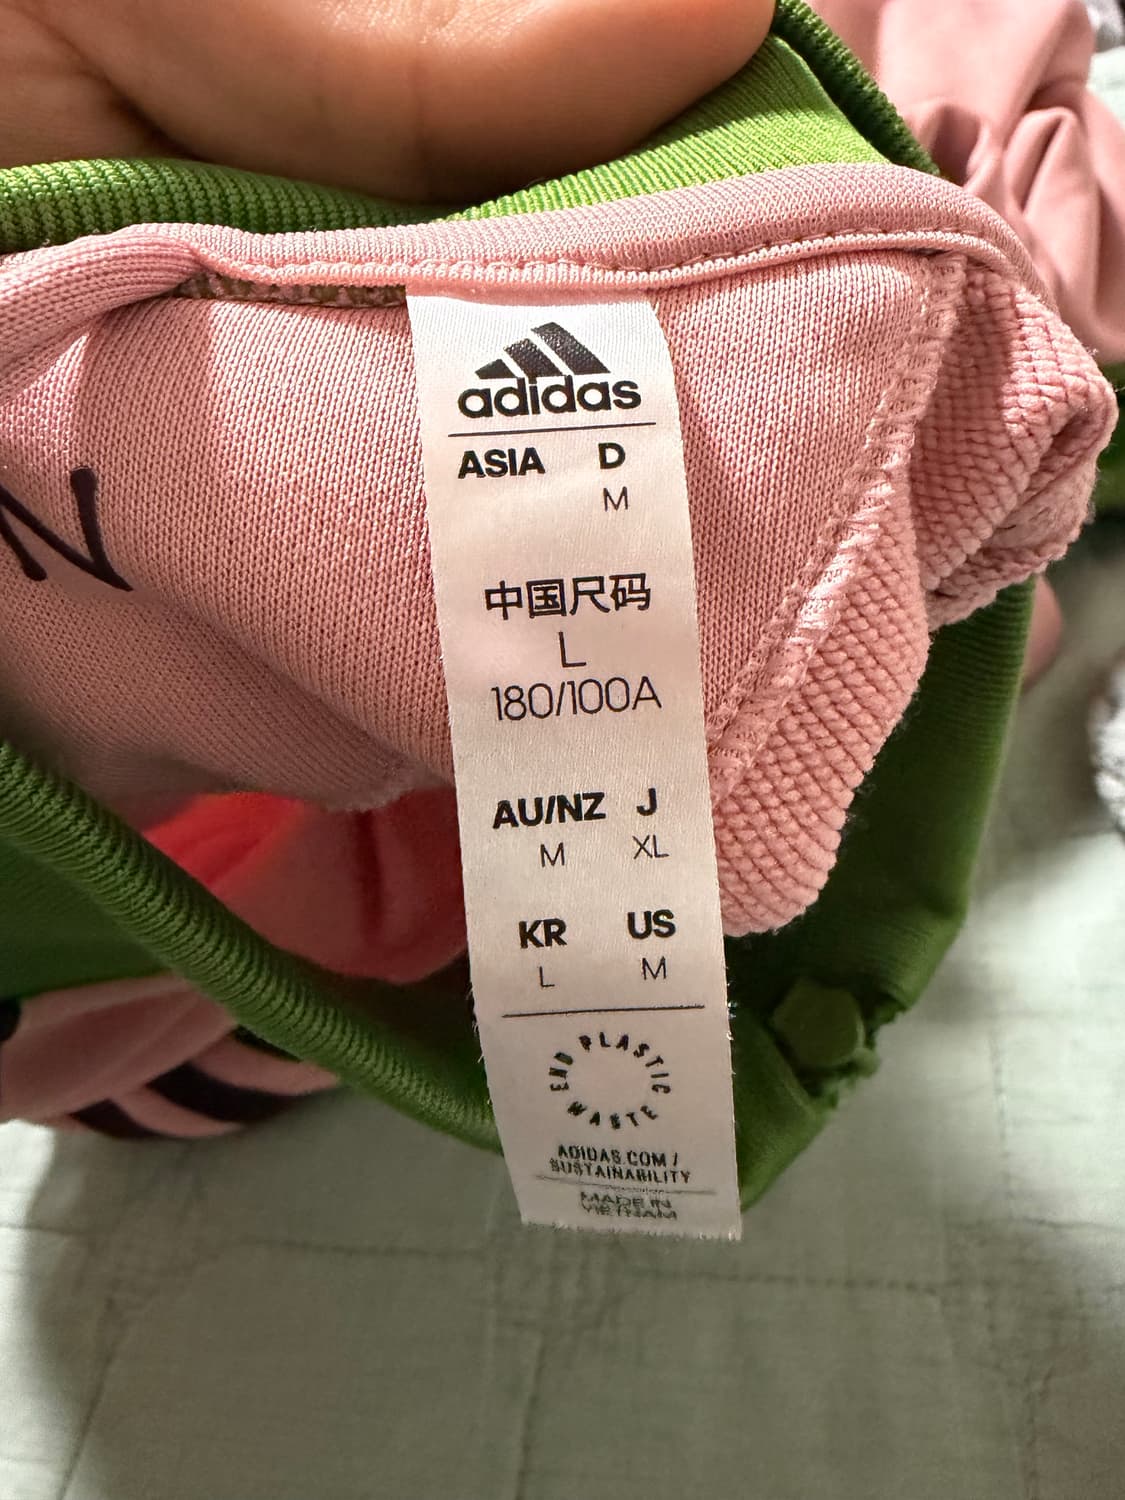 N
adidas
ASIA D
M
中国尺码
L
180/100A
AU/NZ J
M XL
KR US
L M
END PLASTIC WASTE
ADIDAS.COM/
SUSTAINABILITY
MADE IN
VIETNAM